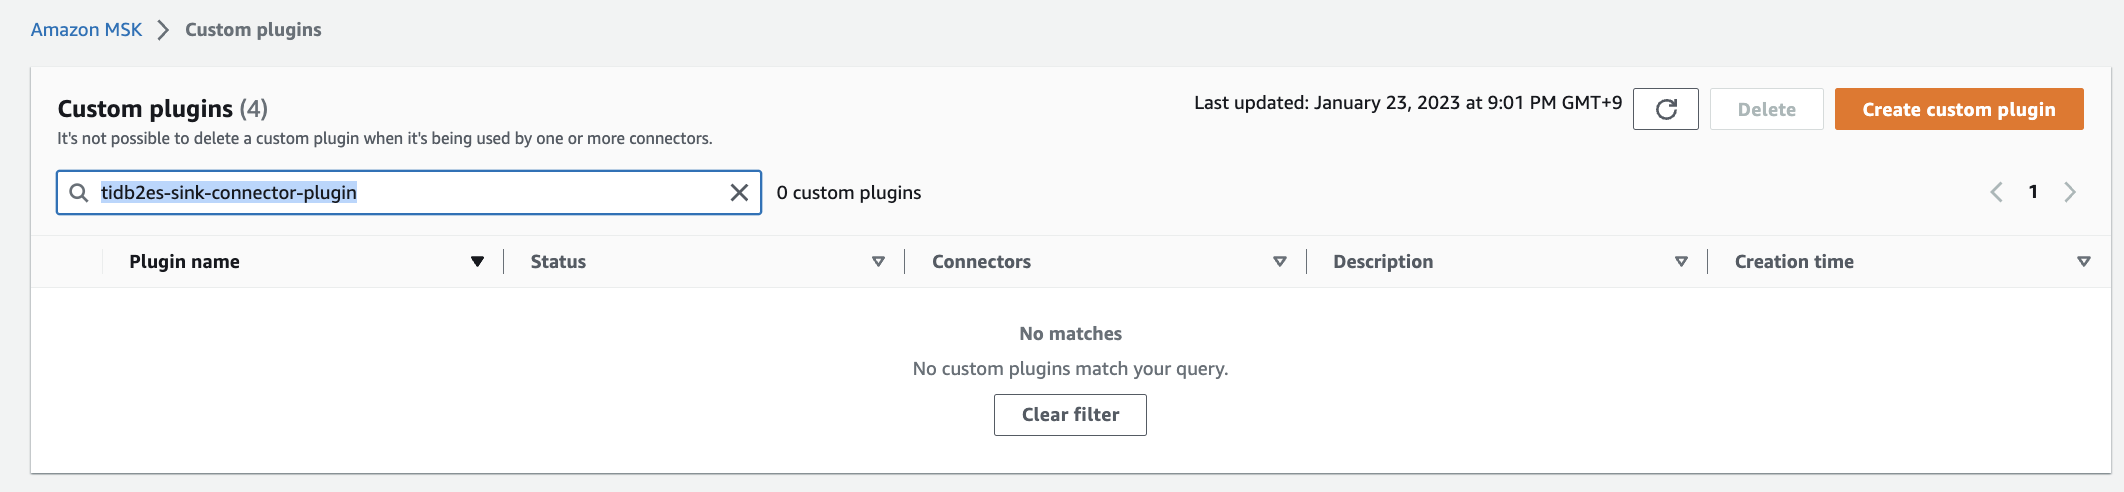 Amazon MSK > Custom plugins
Custom plugins (4)
Last updated: January 23, 2023 at 9:01 PM GMT+9
Delete
Create custom plugin
It's not possible to delete a custom plugin when it's being used by one or more connectors.
tidb2es-sink-connector-plugin
0 custom plugins
1
Plugin name Status Connectors Description Creation time
No matches
No custom plugins match your query.
Clear filter